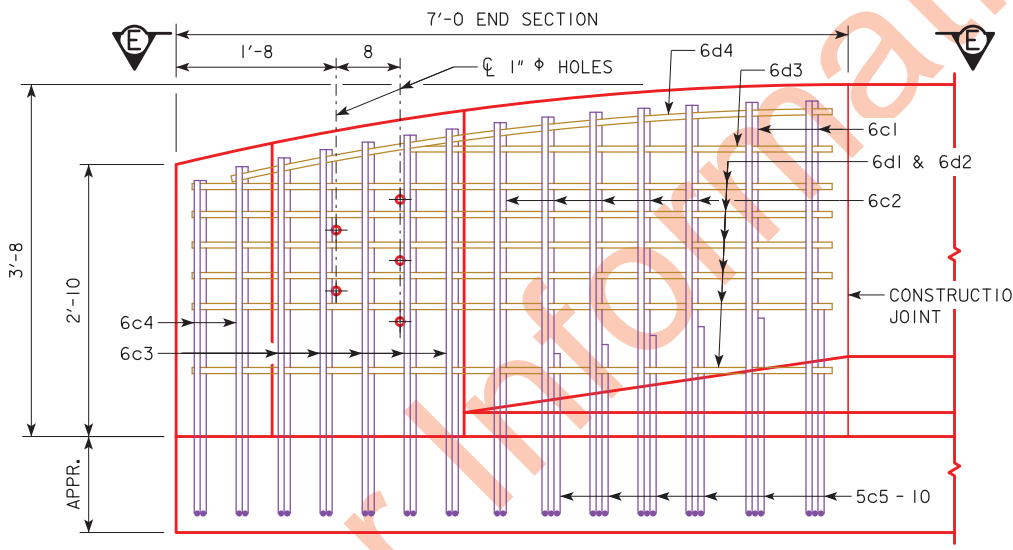 7'-0 END SECTION
E
E
1'-8
8
℄ 1" ϕ HOLES
6d4
6d3
6c1
6d1 & 6d2
6c2
3'-8
2'-10
CONSTRUCTIO
JOINT
6c4
6c3
APPR.
5c5 - 10
r Informati